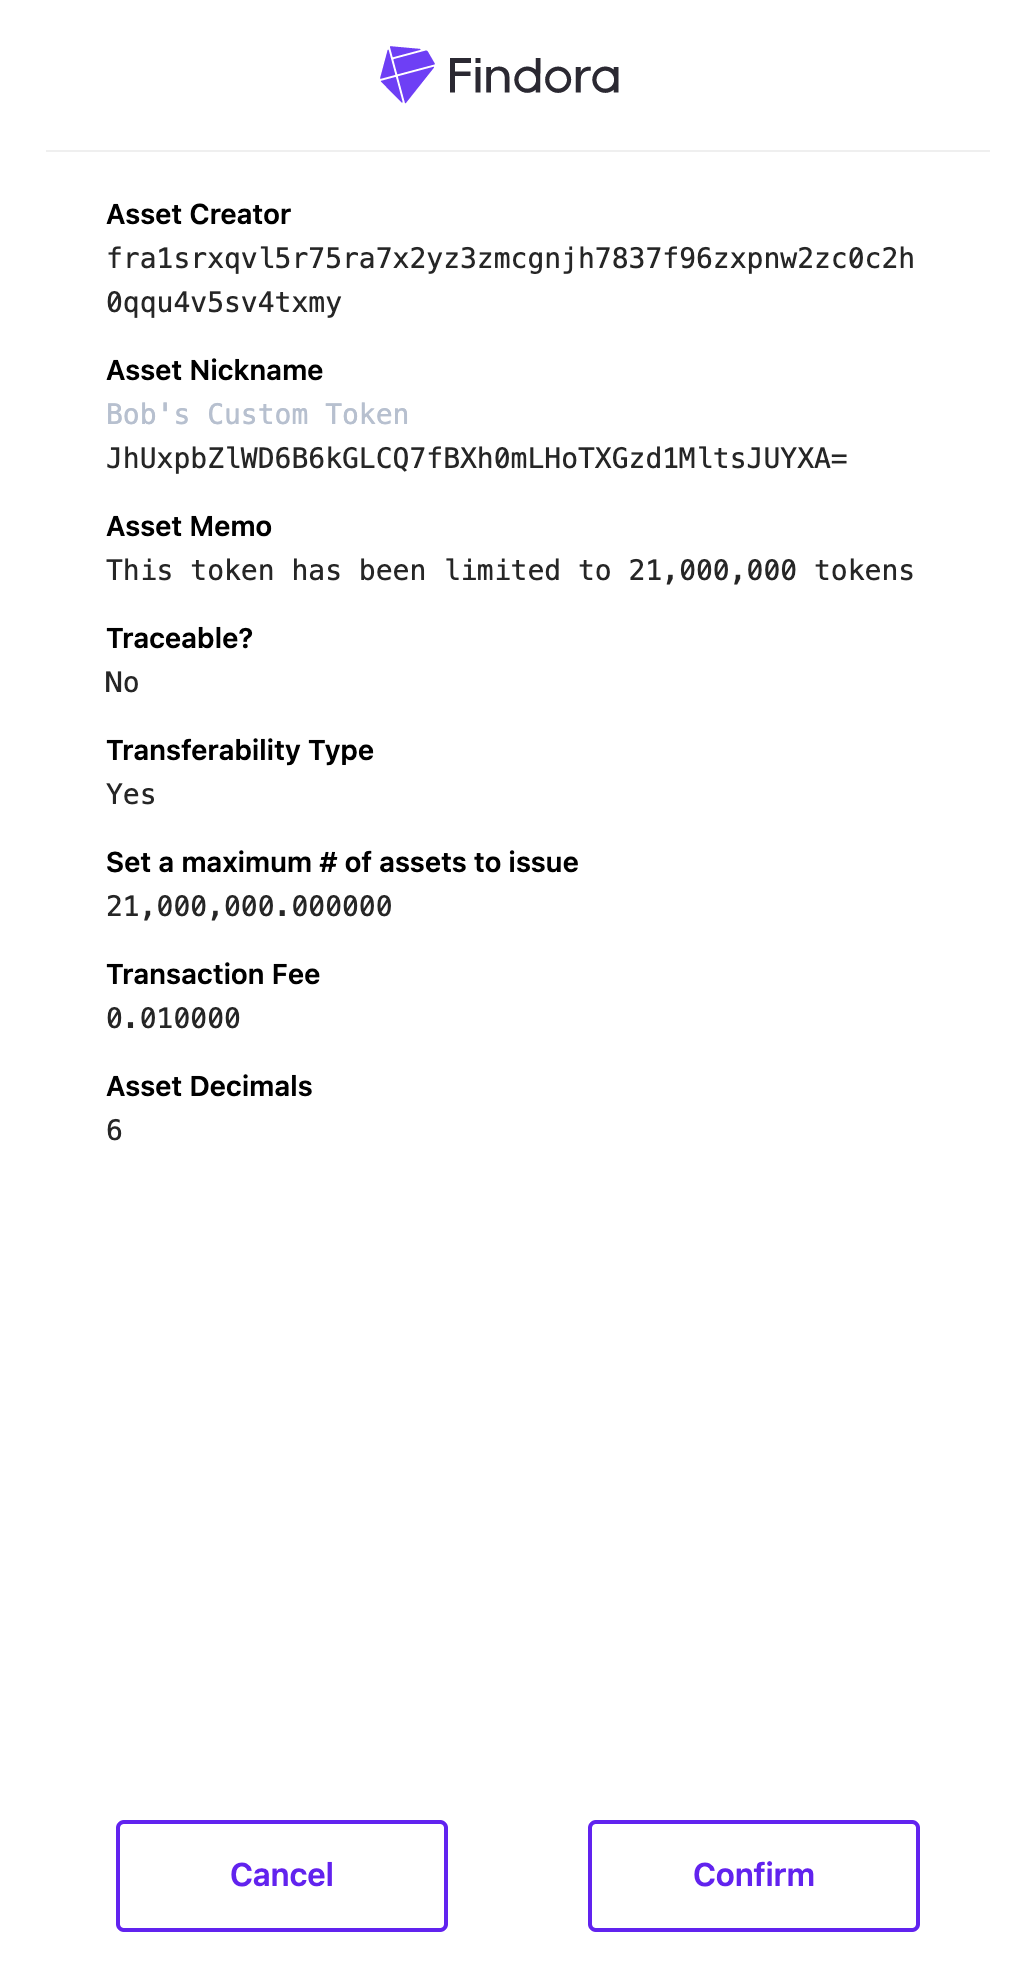 Findora
Asset Creator
fra1srxqvl5r75ra7x2yz3zmcgnjh7837f96zxpnw2zc0c2h
0qqu4v5sv4txmy
Asset Nickname
Bob's Custom Token
JhUxpbZlWD6B6kGLCQ7fBXh0mLHoTXGzd1MltsJUYXA=
Asset Memo
This token has been limited to 21,000,000 tokens
Traceable?
No
Transferability Type
Yes
Set a maximum # of assets to issue
21,000,000.000000
Transaction Fee
0.010000
Asset Decimals
6
Cancel
Confirm